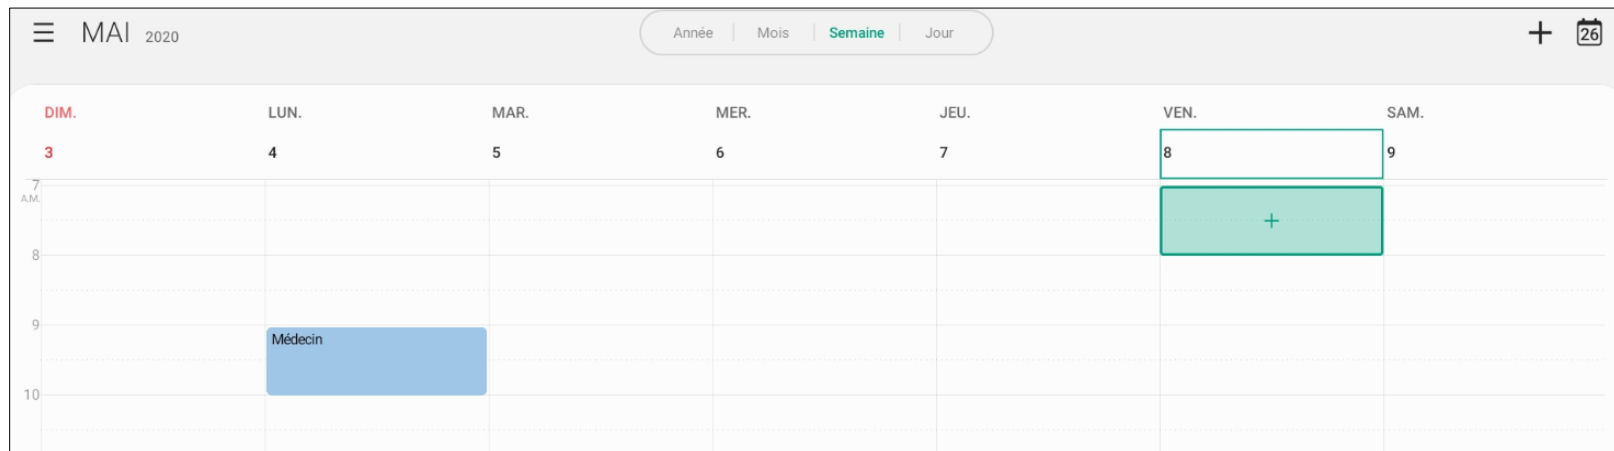 MAI 2020
Année Mois Semaine Jour
26
DIM. LUN. MAR. MER. JEU. VEN. SAM.
3 4 5 6 7 8 9
7
A.M.
8
9
Médecin
10